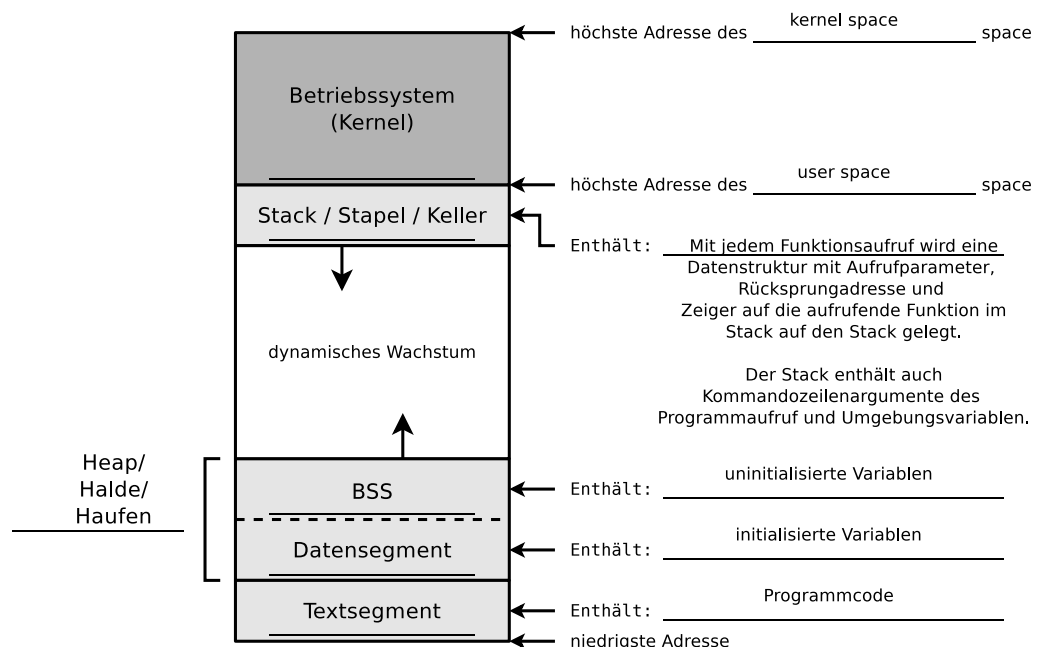 höchste Adresse des kernel space space
Betriebssystem
(Kernel)
höchste Adresse des user space space
Stack / Stapel / Keller
Enthält: Mit jedem Funktionsaufruf wird eine
Datenstruktur mit Aufrufparameter,
Rücksprungadresse und
Zeiger auf die aufrufende Funktion im
Stack auf den Stack gelegt.
dynamisches Wachstum
Der Stack enthält auch
Kommandozeilenargumente des
Programmaufruf und Umgebungsvariablen.
Heap/
Halde/
Haufen
BSS
Enthält: uninitialisierte Variablen
Datensegment
Enthält: initialisierte Variablen
Textsegment
Enthält: Programmcode
niedrigste Adresse